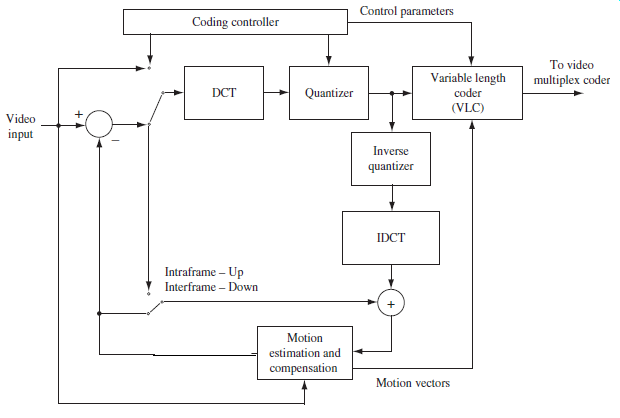 Coding controller
Control parameters
DCT
Quantizer
Variable length
coder
(VLC)
To video
multiplex coder
Video
input
+
−
Inverse
quantizer
IDCT
Intraframe – Up
Interframe – Down
+
Motion
estimation and
compensation
Motion vectors